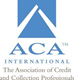 ACA
INTERNATIONAL
The Association of Credit
and Collection Professionals